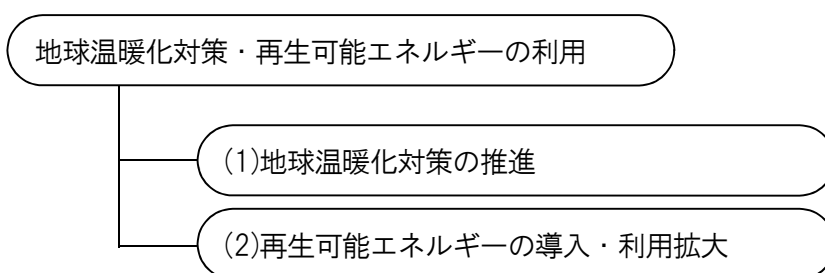 地球温暖化対策・再生可能エネルギーの利用
(1)地球温暖化対策の推進
(2)再生可能エネルギーの導入・利用拡大